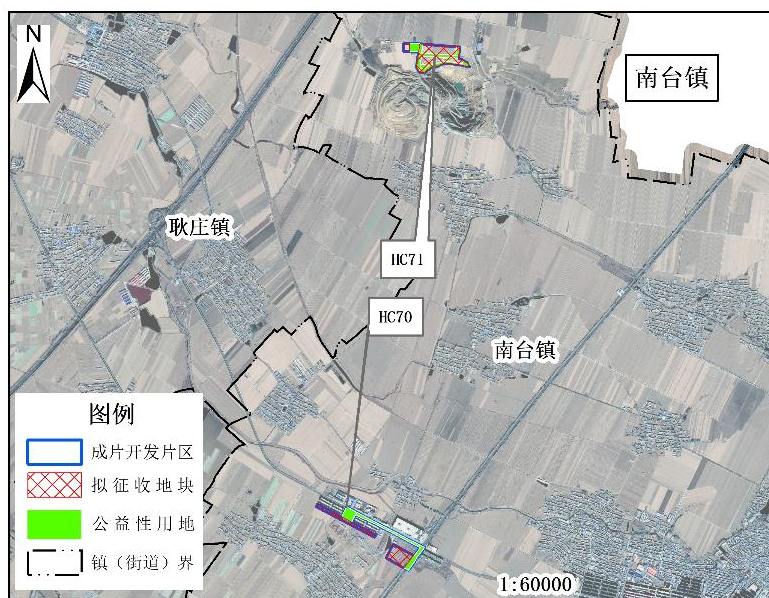 N
南台镇
耿庄镇
HC71
HC70
南台镇
图例
成片开发片区
拟征收地块
公益性用地
镇（街道）界
1:60000